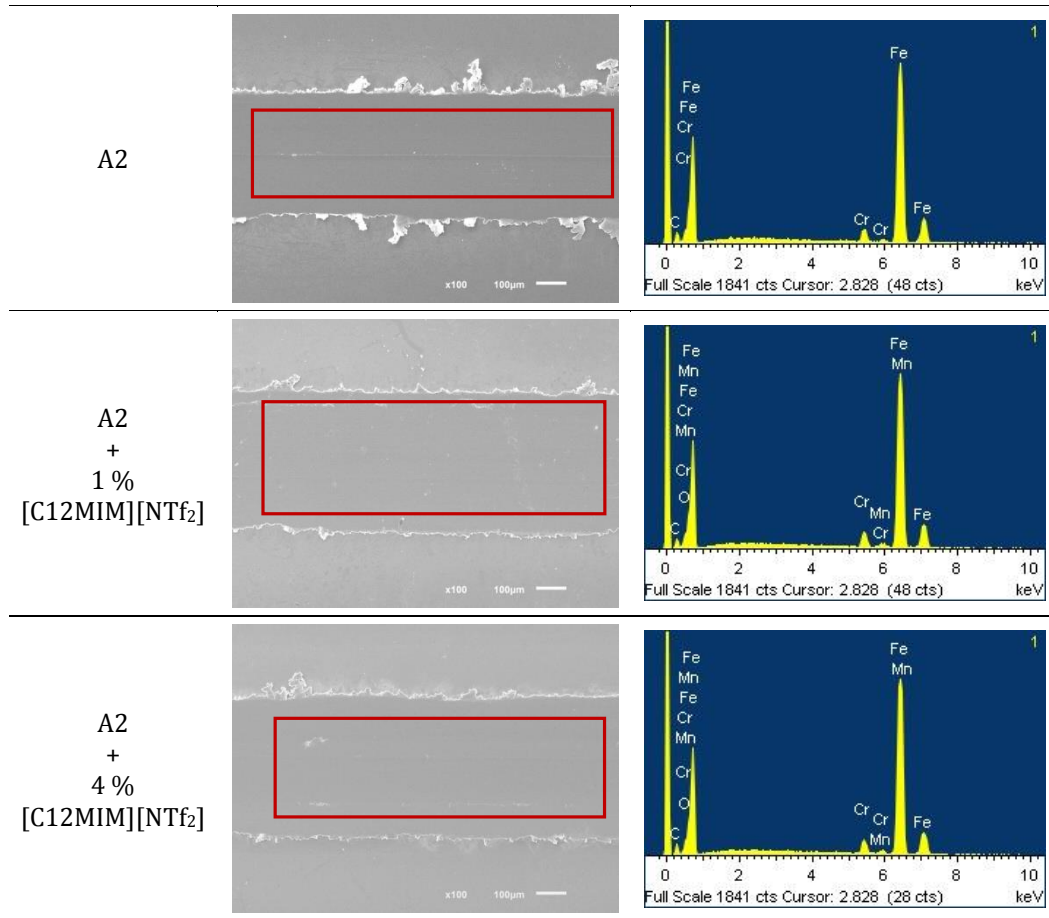 A2
x100 100µm
1
Fe
Fe
Fe
Cr
Cr
C
Cr
Cr
Fe
0 2 4 6 8 10
Full Scale 1841 cts Cursor: 2.828 (48 cts) keV
A2
+
1 %
[C12MIM][NTf₂]
x100 100µm
1
Fe
Mn
Fe
Mn
Fe
Cr
Mn
Cr
O
C
Cr
Mn
Cr
Fe
0 2 4 6 8 10
Full Scale 1841 cts Cursor: 2.828 (48 cts) keV
A2
+
4 %
[C12MIM][NTf₂]
x100 100µm
1
Fe
Mn
Fe
Mn
Fe
Cr
Mn
Cr
O
C
Cr
Cr
Mn
Fe
0 2 4 6 8 10
Full Scale 1841 cts Cursor: 2.828 (28 cts) keV